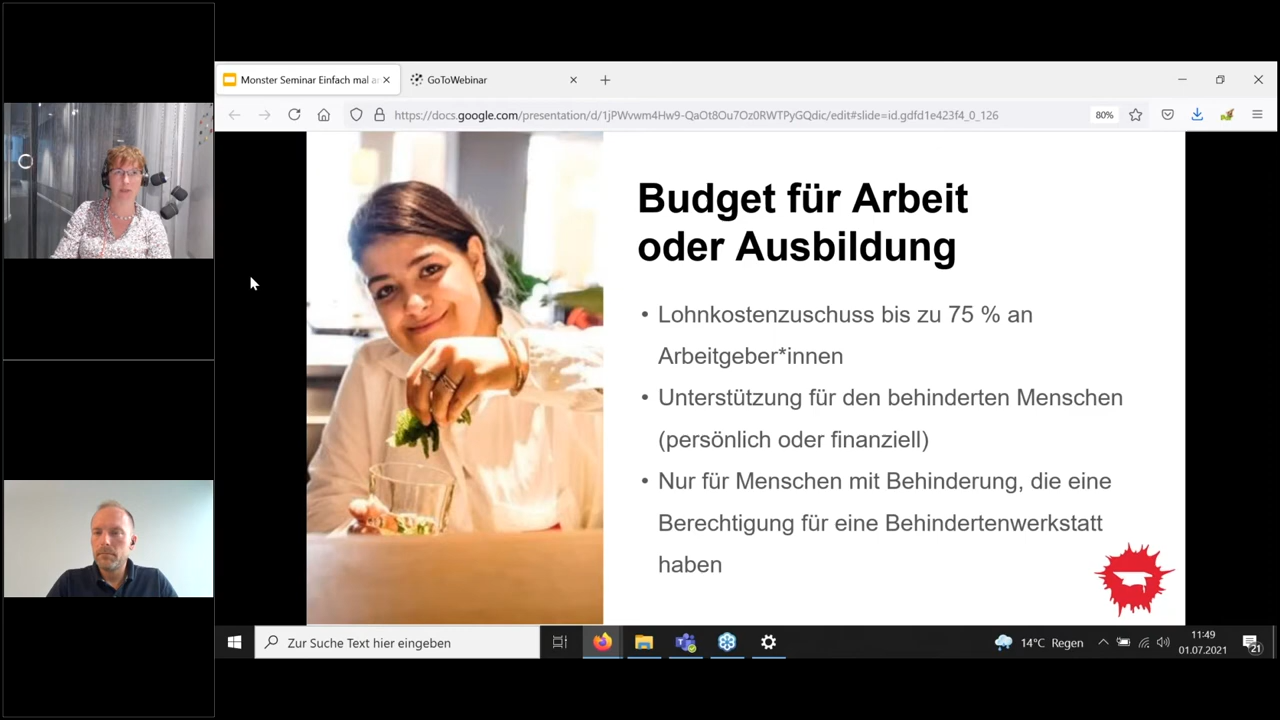 Monster Seminar Einfach mal a
GoToWebinar
https://docs.google.com/presentation/d/1jPWvwm4Hw9-QaOt8Ou7Oz0RWTPyGQdic/edit#slide=id.gdfd1e423f4_0_126
80%
Budget für Arbeit
oder Ausbildung
• Lohnkostenzuschuss bis zu 75 % an
Arbeitgeber*innen
• Unterstützung für den behinderten Menschen
(persönlich oder finanziell)
• Nur für Menschen mit Behinderung, die eine
Berechtigung für eine Behindertenwerkstatt
haben
Zur Suche Text hier eingeben
14°C Regen
11:49
01.07.2021
21